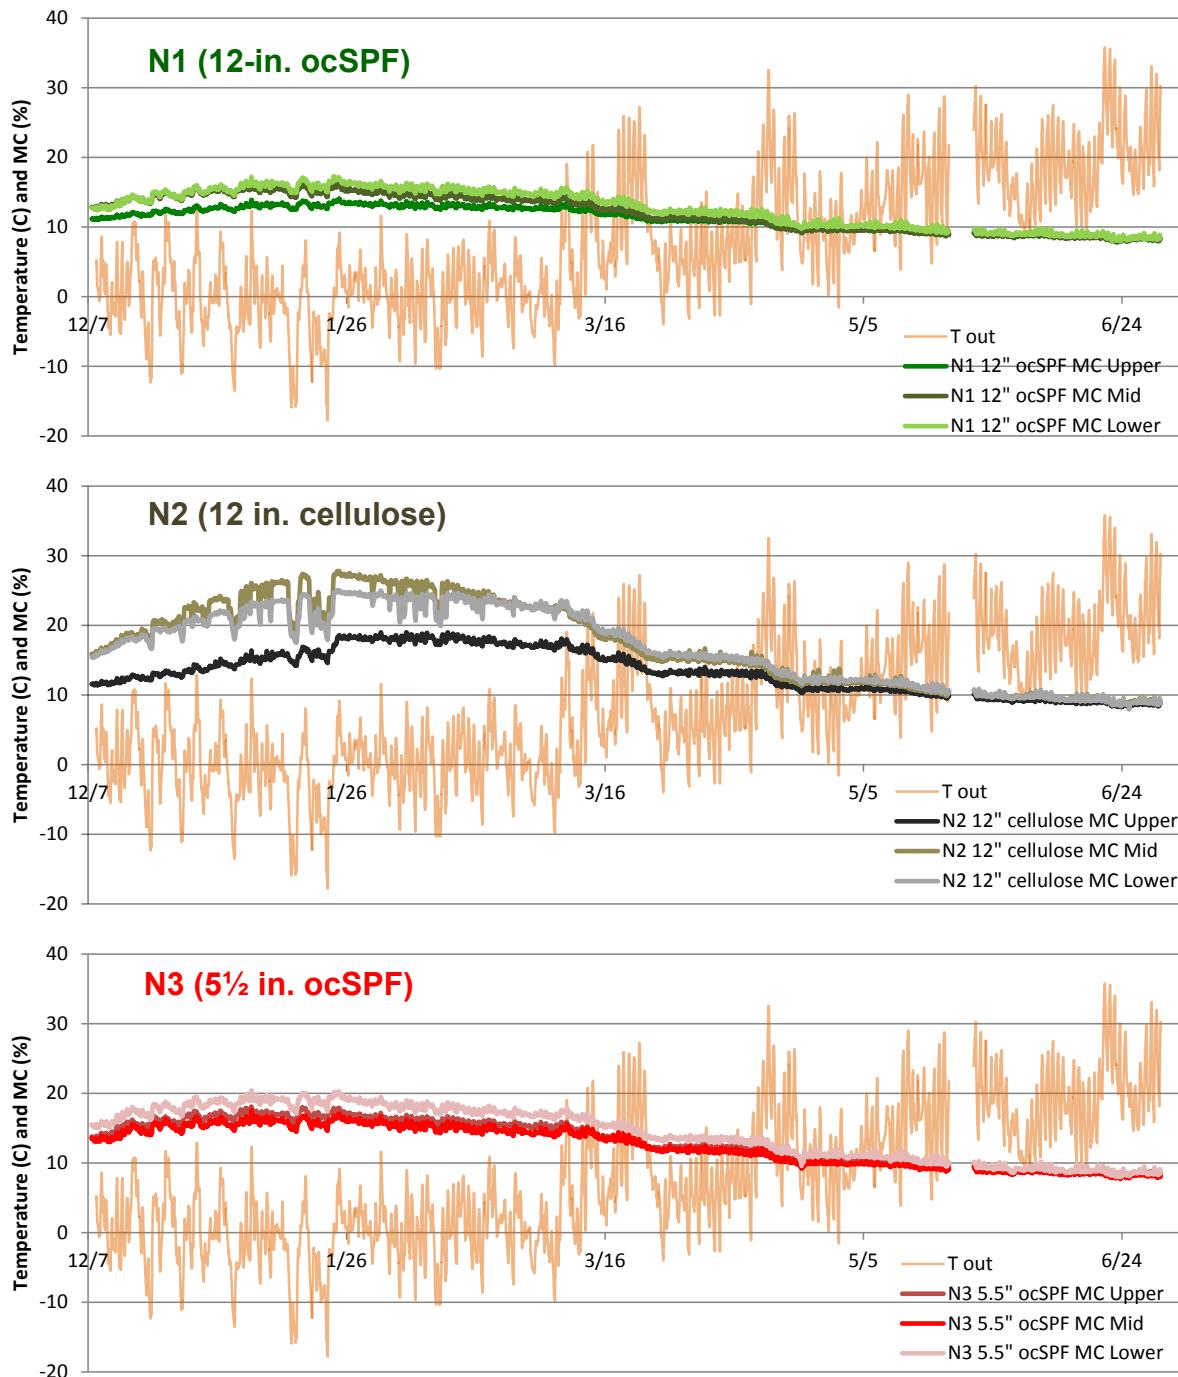 40
N1 (12-in. ocSPF)
30
20
10
0
-10
-20
Temperature (C) and MC (%)
12/7
1/26
3/16
5/5
6/24
T out
N1 12" ocSPF MC Upper
N1 12" ocSPF MC Mid
N1 12" ocSPF MC Lower
40
N2 (12 in. cellulose)
30
20
10
0
-10
-20
Temperature (C) and MC (%)
12/7
1/26
3/16
5/5
6/24
T out
N2 12" cellulose MC Upper
N2 12" cellulose MC Mid
N2 12" cellulose MC Lower
40
N3 (5½ in. ocSPF)
30
20
10
0
-10
-20
Temperature (C) and MC (%)
12/7
1/26
3/16
5/5
6/24
T out
N3 5.5" ocSPF MC Upper
N3 5.5" ocSPF MC Mid
N3 5.5" ocSPF MC Lower